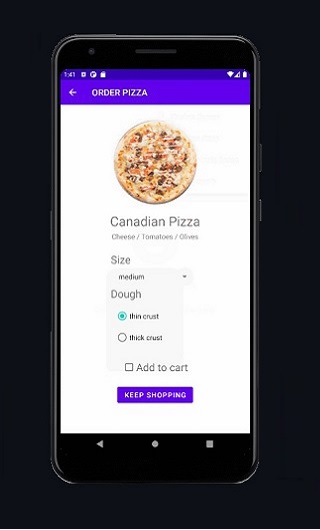 1:41
ORDER PIZZA
Canadian Pizza
Cheese / Tomatoes / Olives
Size
medium
Dough
thin crust
thick crust
Add to cart
KEEP SHOPPING